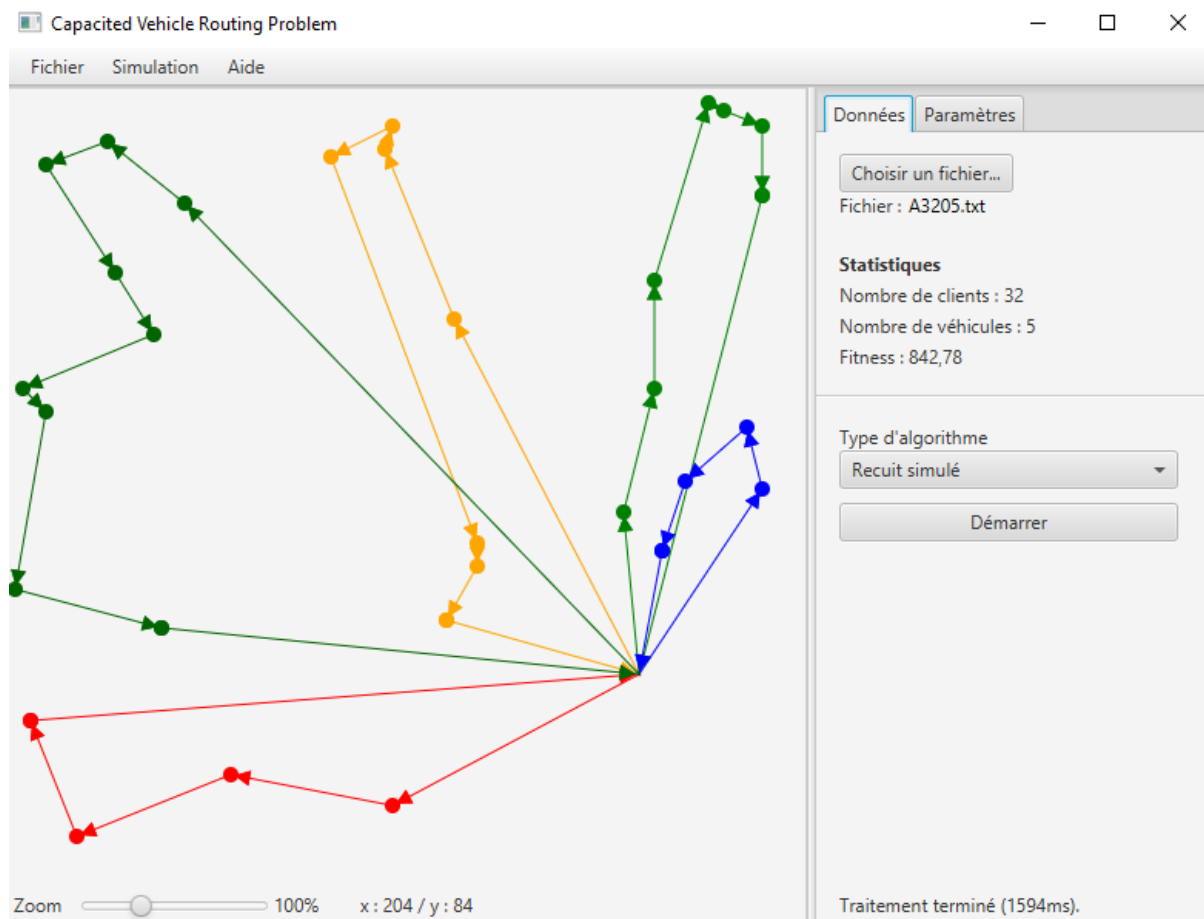 Capacited Vehicle Routing Problem
Fichier Simulation Aide
Données Paramètres
Choisir un fichier...
Fichier : A3205.txt
Statistiques
Nombre de clients : 32
Nombre de véhicules : 5
Fitness : 842,78
Type d'algorithme
Recuit simulé
Démarrer
Zoom 100% x : 204 / y : 84
Traitement terminé (1594ms).